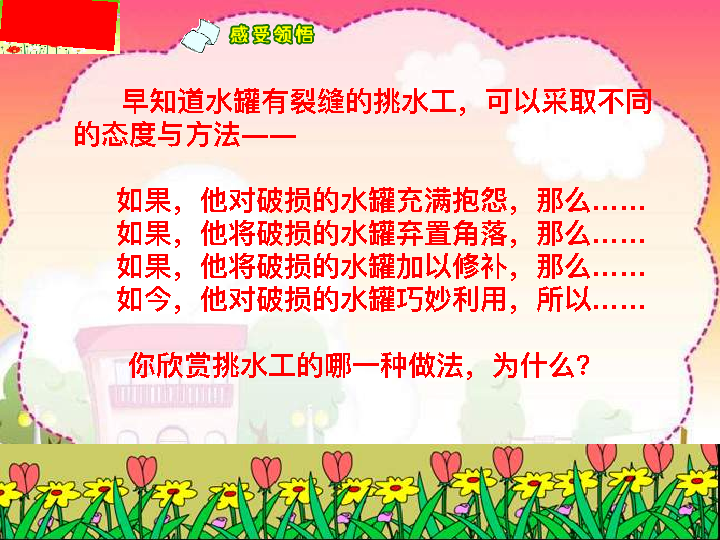 感受领悟
早知道水罐有裂缝的挑水工，可以采取不同
的态度与方法——
如果，他对破损的水罐充满抱怨，那么……
如果，他将破损的水罐弃置角落，那么……
如果，他将破损的水罐加以修补，那么……
如今，他对破损的水罐巧妙利用，所以……
你欣赏挑水工的哪一种做法，为什么？